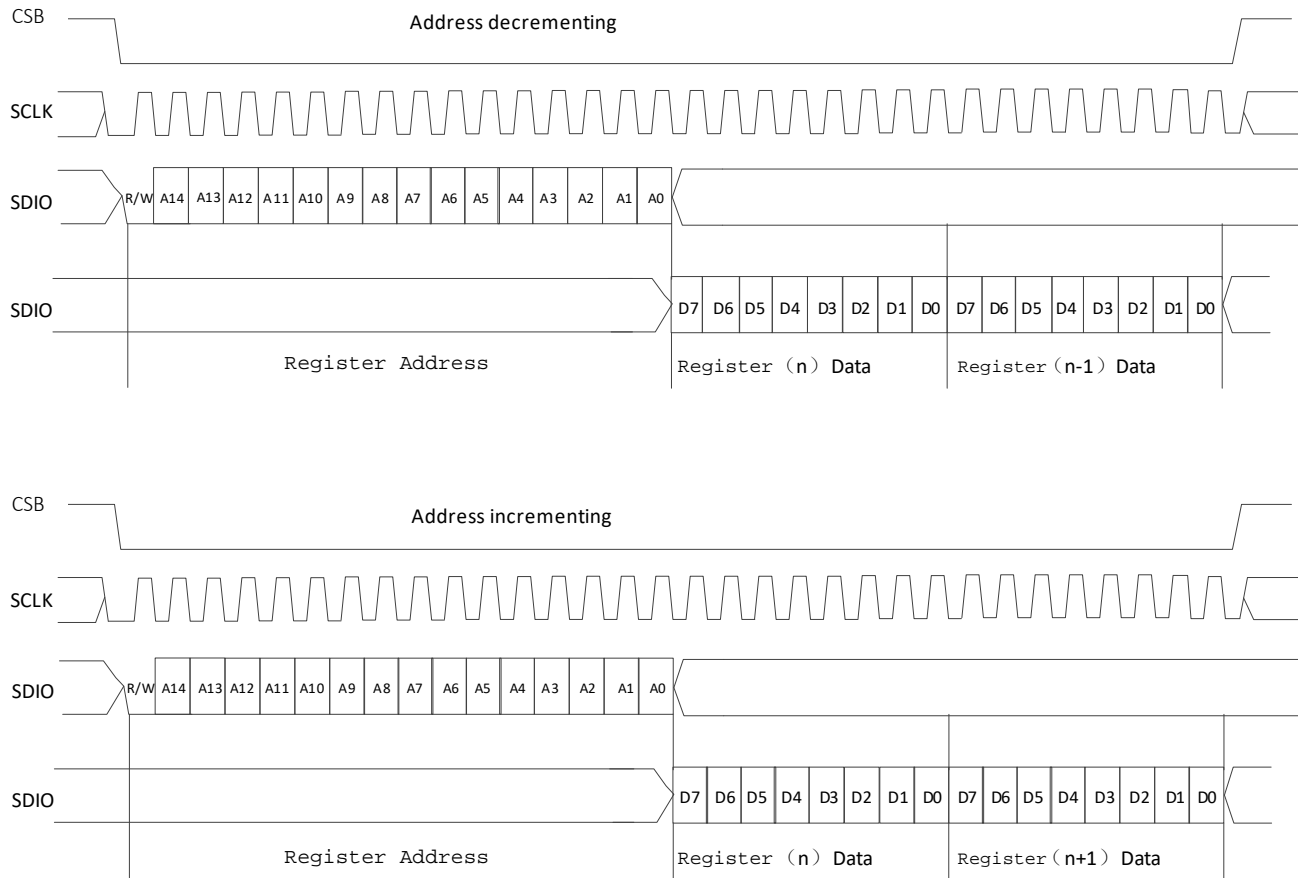 CSB
Address decrementing
SCLK
SDIO R/W A14 A13 A12 A11 A10 A9 A8 A7 A6 A5 A4 A3 A2 A1 A0
SDIO D7 D6 D5 D4 D3 D2 D1 D0 D7 D6 D5 D4 D3 D2 D1 D0
Register Address Register（n）Data Register（n-1）Data
CSB
Address incrementing
SCLK
SDIO R/W A14 A13 A12 A11 A10 A9 A8 A7 A6 A5 A4 A3 A2 A1 A0
SDIO D7 D6 D5 D4 D3 D2 D1 D0 D7 D6 D5 D4 D3 D2 D1 D0
Register Address Register（n）Data Register（n+1）Data